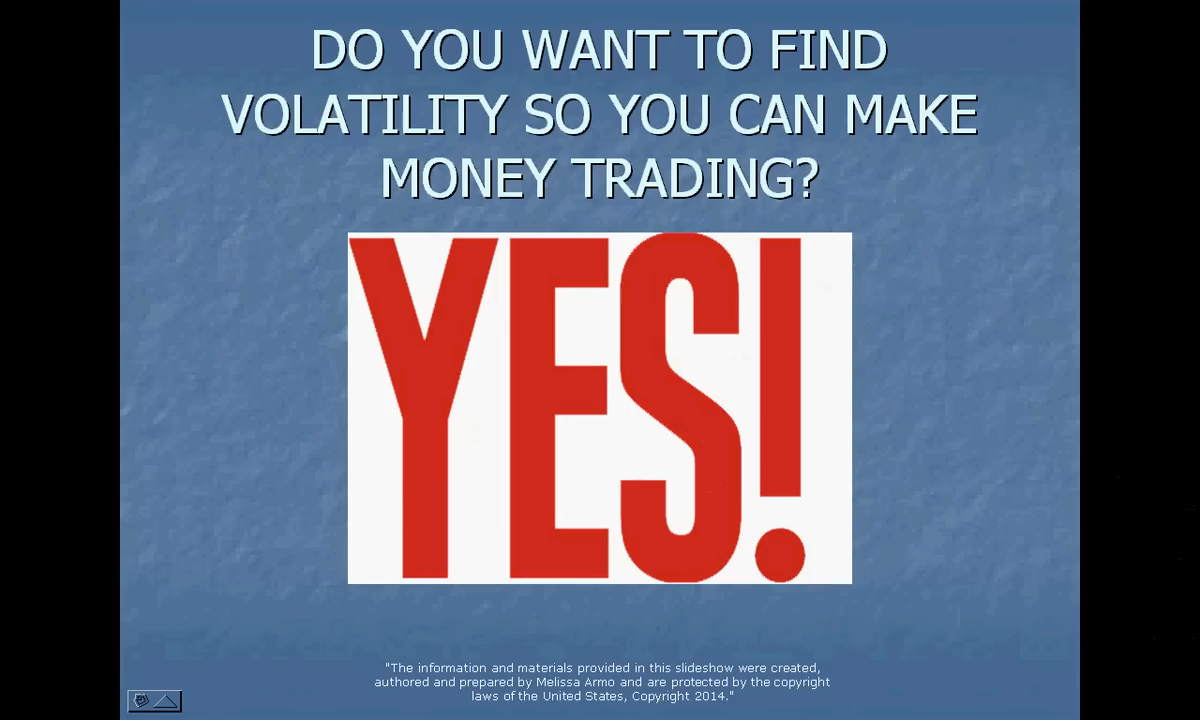 DO YOU WANT TO FIND
VOLATILITY SO YOU CAN MAKE
MONEY TRADING?
YES!
"The information and materials provided in this slideshow were created,
authored and prepared by Melissa Armo and are protected by the copyright
laws of the United States, Copyright 2014."